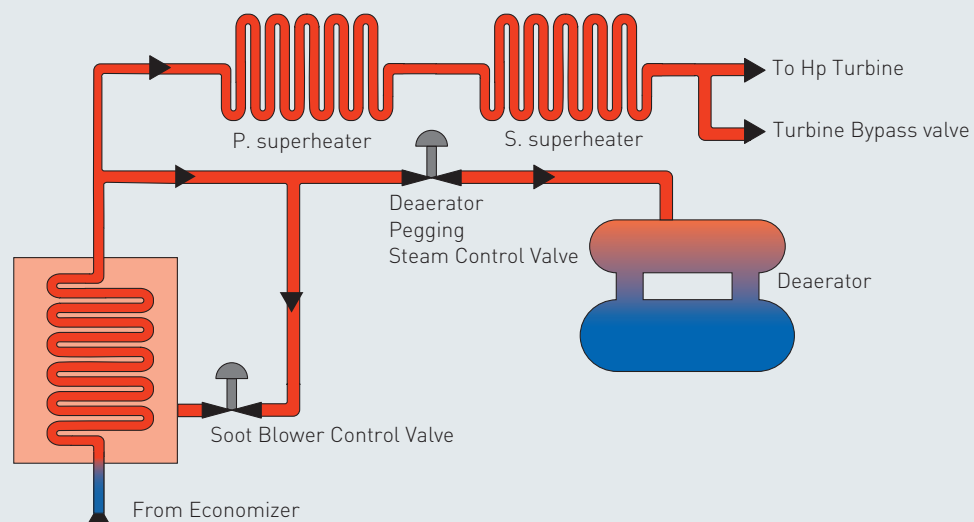 To Hp Turbine
P. superheater
S. superheater
Turbine Bypass valve
Deaerator
Pegging
Steam Control Valve
Deaerator
Soot Blower Control Valve
From Economizer